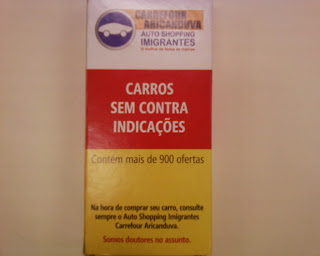 CARREFOUR
ARICANDUVA
AUTO SHOPPING
IMIGRANTES
CARROS
SEM CONTRA
INDICAÇÕES
Contém mais de 900 ofertas
Na hora de comprar seu carro, consulte
sempre o Auto Shopping Imigrantes
Carrefour Aricanduva.
Somos doutores no assunto.